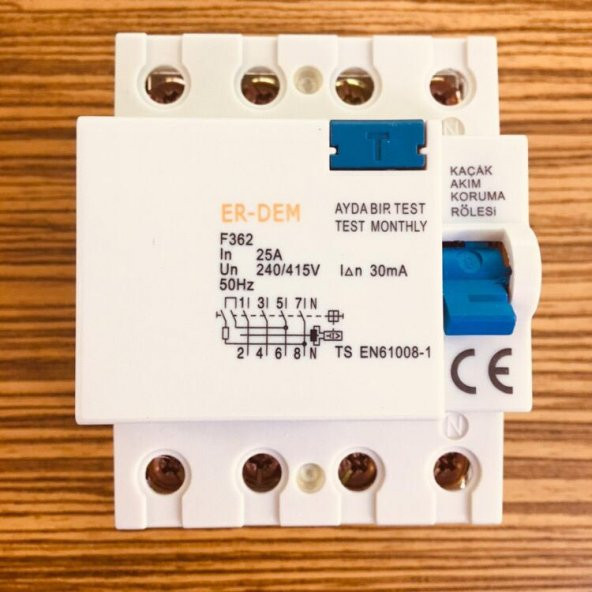 N
T
KAÇAK
AKIM
KORUMA
RÖLESİ
ER-DEM
AYDA BIR TEST
TEST MONTHLY
F362
In 25A
Un 240/415V I∆n 30mA
50Hz
1 3 5 7 N
2 4 6 8 N
TS EN61008-1
CE
N